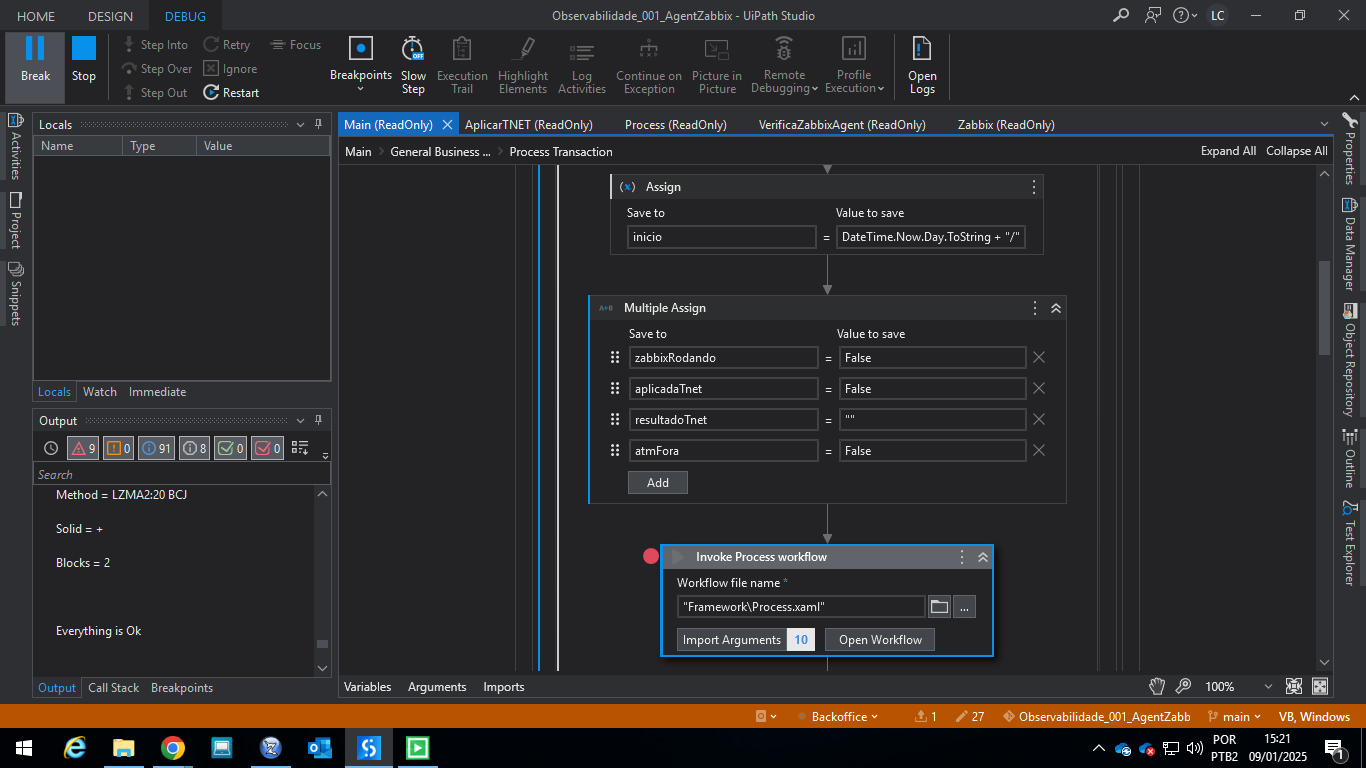 HOME DESIGN DEBUG Observabilidade_001_AgentZabbix - UiPath Studio LC
Break
Stop
Step Into
Step Over
Step Out
Retry
Ignore
Restart
Focus
Breakpoints
Slow Step
Execution Trail
Highlight Elements
Log Activities
Continue on Exception
Picture in Picture
Remote Debugging
Profile Execution
Open Logs
Activities
Project
Snippets
Locals
Name Type Value
Locals Watch Immediate
Output
9 0 91 8 0 0
Search
Method = LZMA2:20 BCJ
Solid = +
Blocks = 2
Everything is Ok
Output Call Stack Breakpoints
Main (ReadOnly) AplicarTNET (ReadOnly) Process (ReadOnly) VerificaZabbixAgent (ReadOnly) Zabbix (ReadOnly)
Main General Business ... Process Transaction Expand All Collapse All
Assign
Save to Value to save
inicio = DateTime.Now.Day.ToString + "/"
A+B Multiple Assign
Save to Value to save
zabbixRodando = False
aplicadaTnet = False
resultadoTnet = ""
atmFora = False
Add
Invoke Process workflow
Workflow file name *
"Framework\Process.xaml" ...
Import Arguments 10 Open Workflow
Variables Arguments Imports 100%
Properties
Data Manager
Object Repository
Outline
Test Explorer
Backoffice 1 27 Observabilidade_001_AgentZabb main VB, Windows
POR
PTB2
15:21
09/01/2025
1